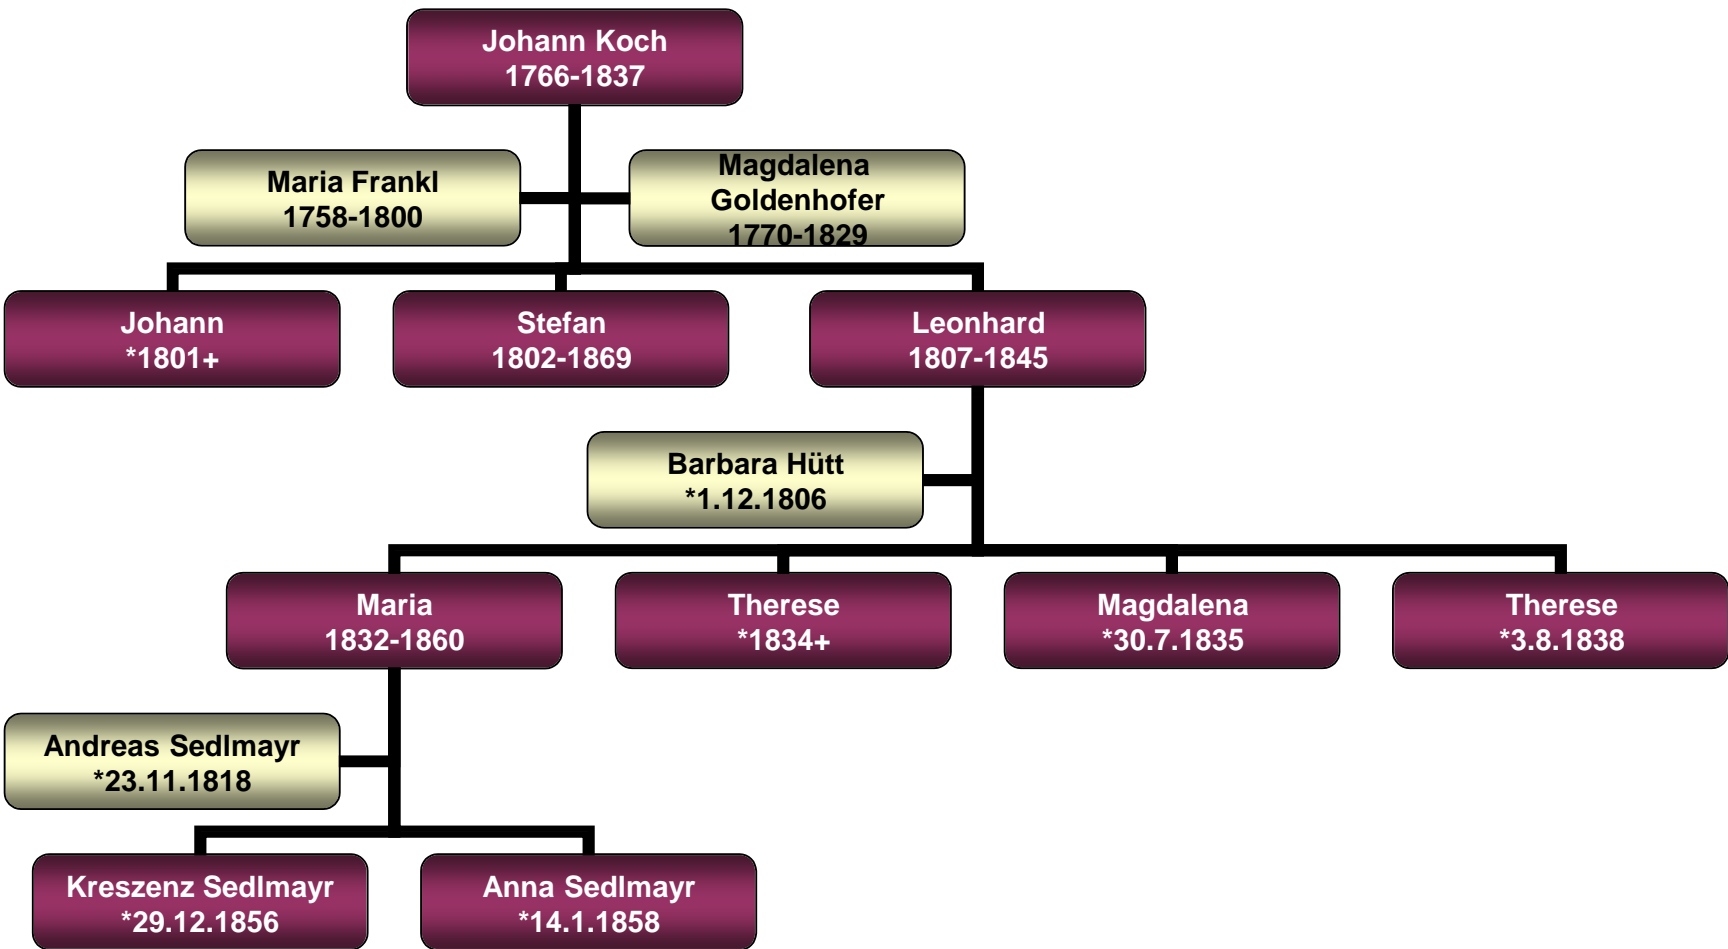 Johann Koch
1766-1837
Maria Frankl
1758-1800
Magdalena
Goldenhofer
1770-1829
Johann
*1801+
Stefan
1802-1869
Leonhard
1807-1845
Barbara Hütt
*1.12.1806
Maria
1832-1860
Therese
*1834+
Magdalena
*30.7.1835
Therese
*3.8.1838
Andreas Sedlmayr
*23.11.1818
Kreszenz Sedlmayr
*29.12.1856
Anna Sedlmayr
*14.1.1858